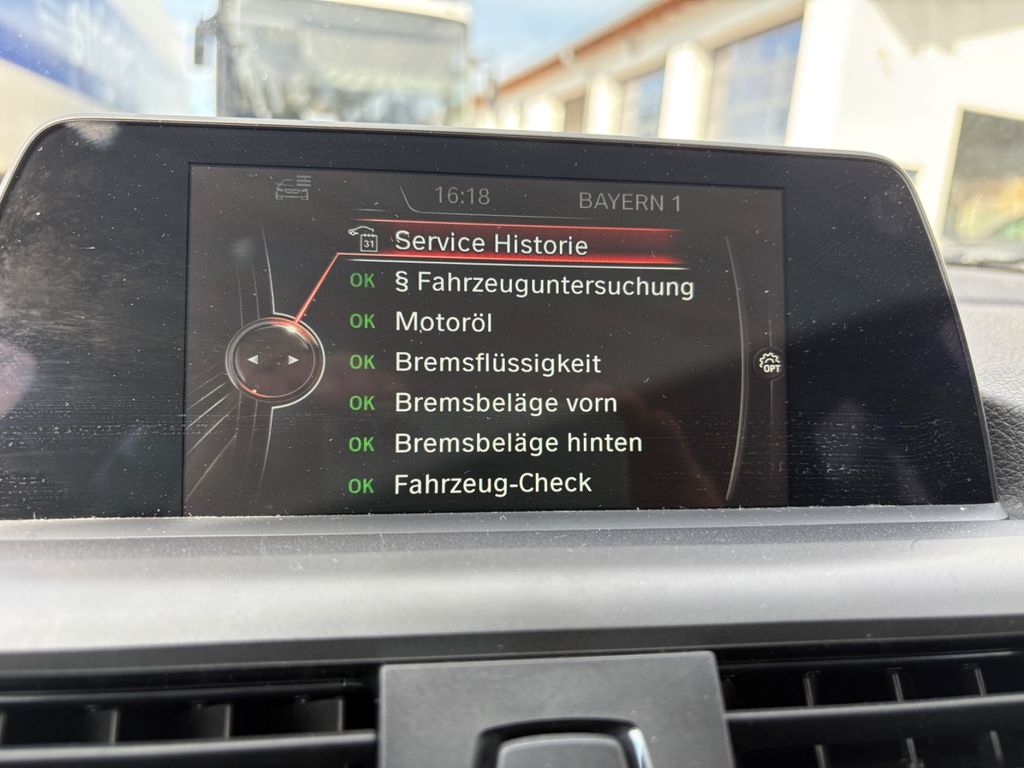 16:18
BAYERN 1
31
Service Historie
OK § Fahrzeuguntersuchung
OK Motoröl
OK Bremsflüssigkeit
OK Bremsbeläge vorn
OK Bremsbeläge hinten
OK Fahrzeug-Check
OPT